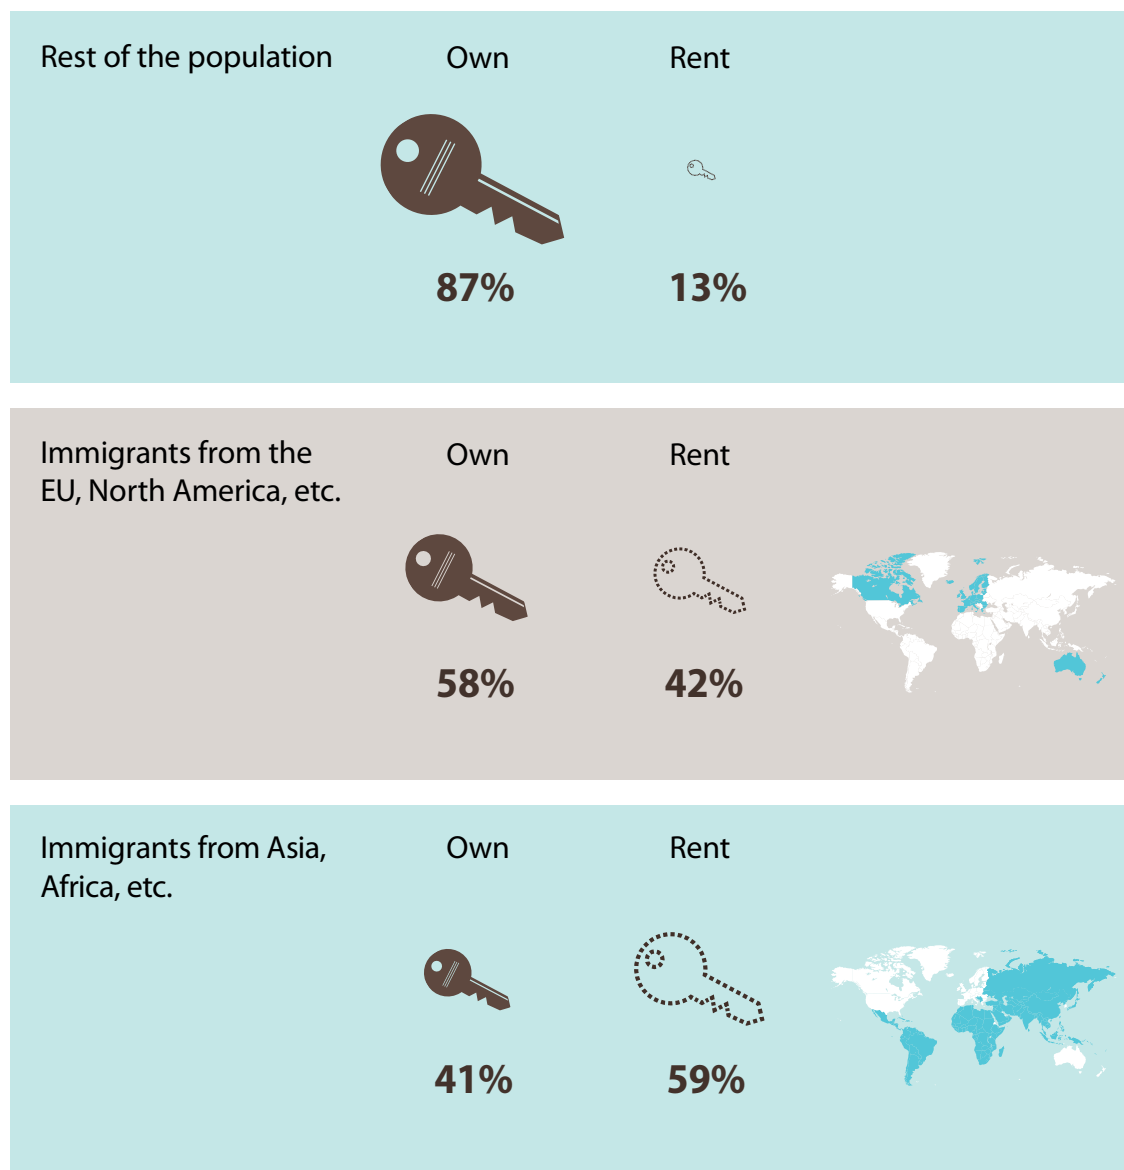 Rest of the population
Own
Rent
87%
13%
Immigrants from the
EU, North America, etc.
Own
Rent
58%
42%
Immigrants from Asia,
Africa, etc.
Own
Rent
41%
59%